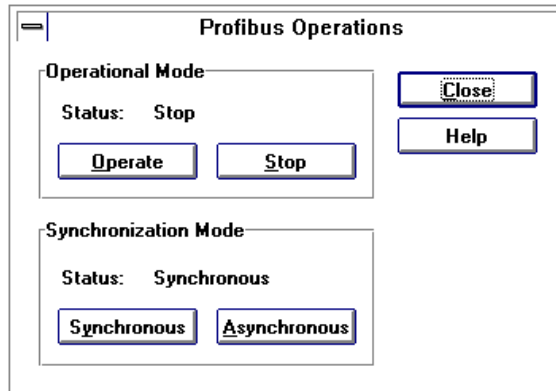 Profibus Operations
Operational Mode
Status: Stop
Operate Stop
Close
Help
Synchronization Mode
Status: Synchronous
Synchronous Asynchronous